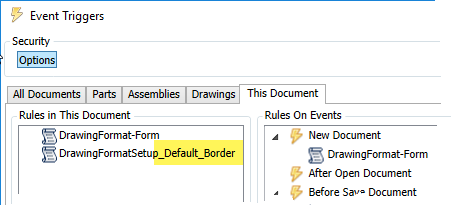 Event Triggers
Security
Options
All Documents Parts Assemblies Drawings This Document
Rules in This Document
DrawingFormat-Form
DrawingFormatSetup_Default_Border
Rules On Events
New Document
DrawingFormat-Form
After Open Document
Before Save Document